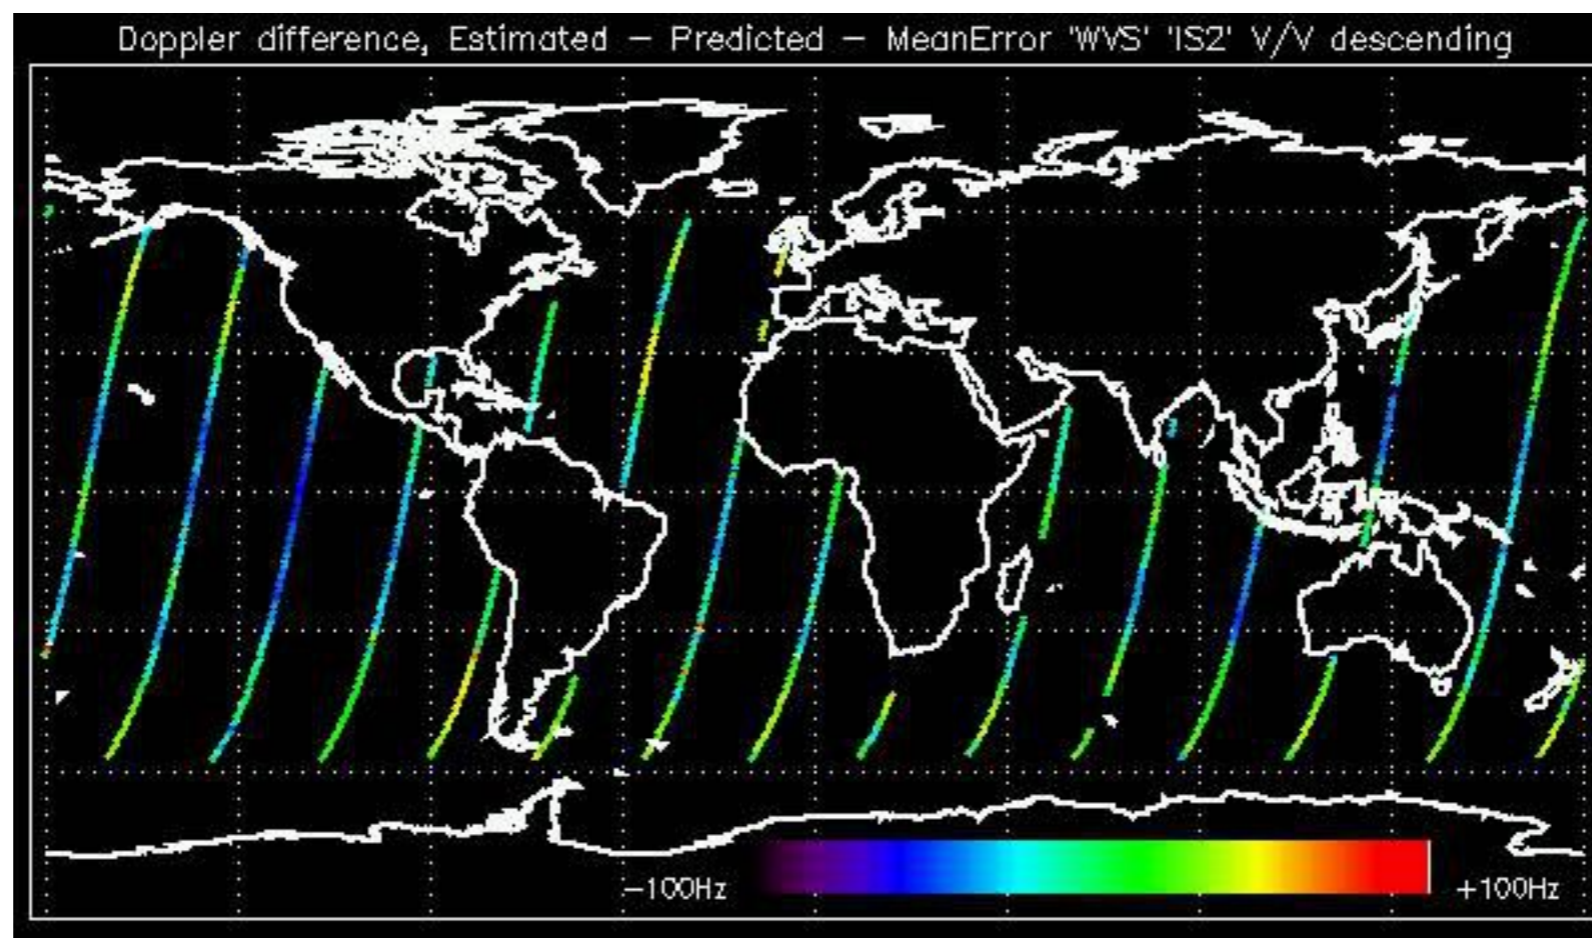 Doppler difference, Estimated – Predicted – MeanError 'WVS' 'IS2' V/V descending
–100Hz
+100Hz